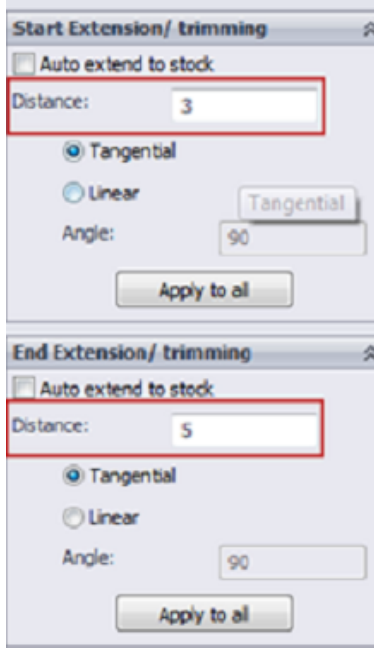 Start Extension/ trimming
Auto extend to stock
Distance: 3
Tangential
Linear
Tangential
Angle: 90
Apply to all
End Extension/ trimming
Auto extend to stock
Distance: 5
Tangential
Linear
Angle: 90
Apply to all